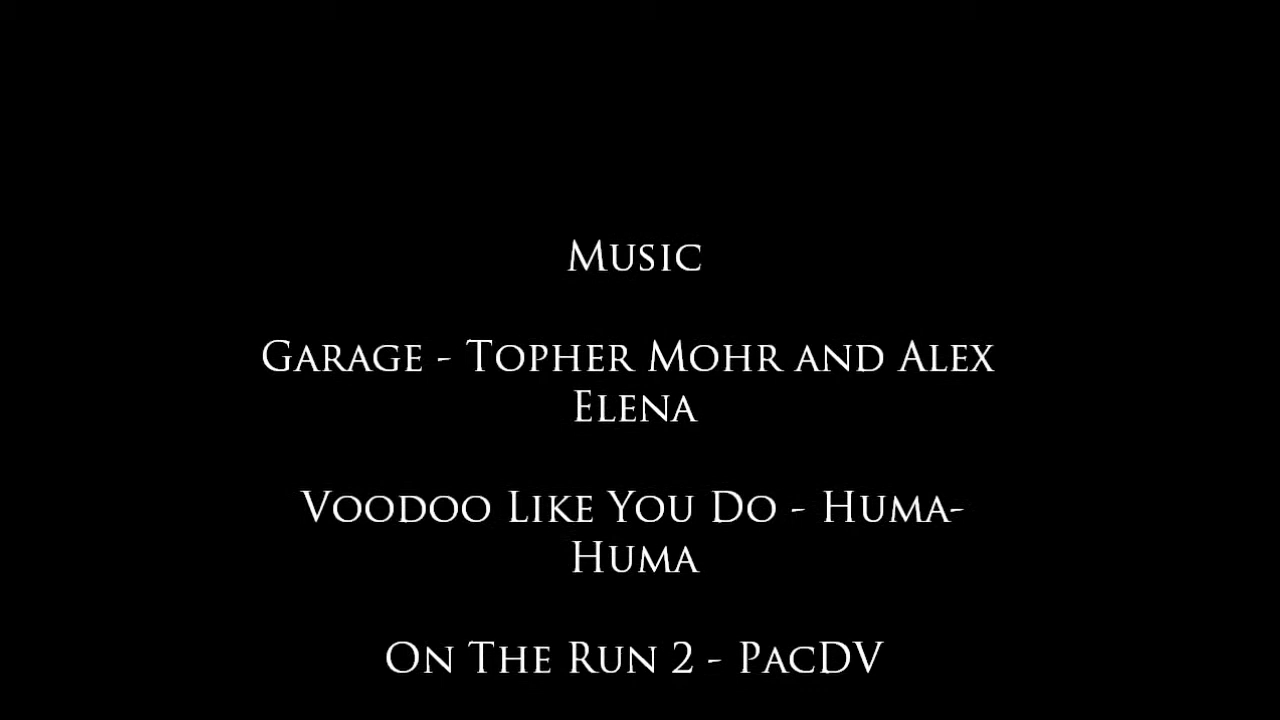 Music
Garage - Topher Mohr and Alex
Elena
Voodoo Like You Do - Huma-
Huma
On The Run 2 - PacDV